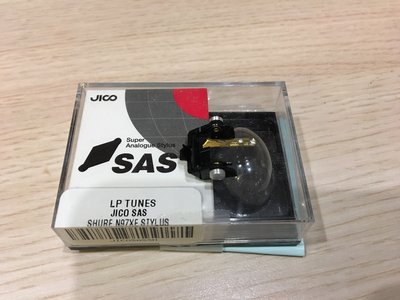 JICO
Super
Analogue Stylus
SAS
LP TUNES
JICO SAS
SHURE N97XE STYLUS